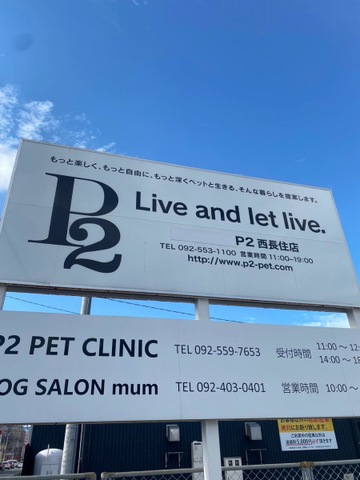 もっと楽しく、もっと自由に、もっと深くペットと生きる、そんな暮らしを提案します。
P2
Live and let live.
P2 西長住店
TEL 092-553-1100 営業時間 11:00-19:00
http://www.p2-pet.com
P2 PET CLINIC TEL 092-559-7653 受付時間 11:00～12:
14:00～18:
OG SALON mum TEL 092-403-0401 営業時間 10:00～